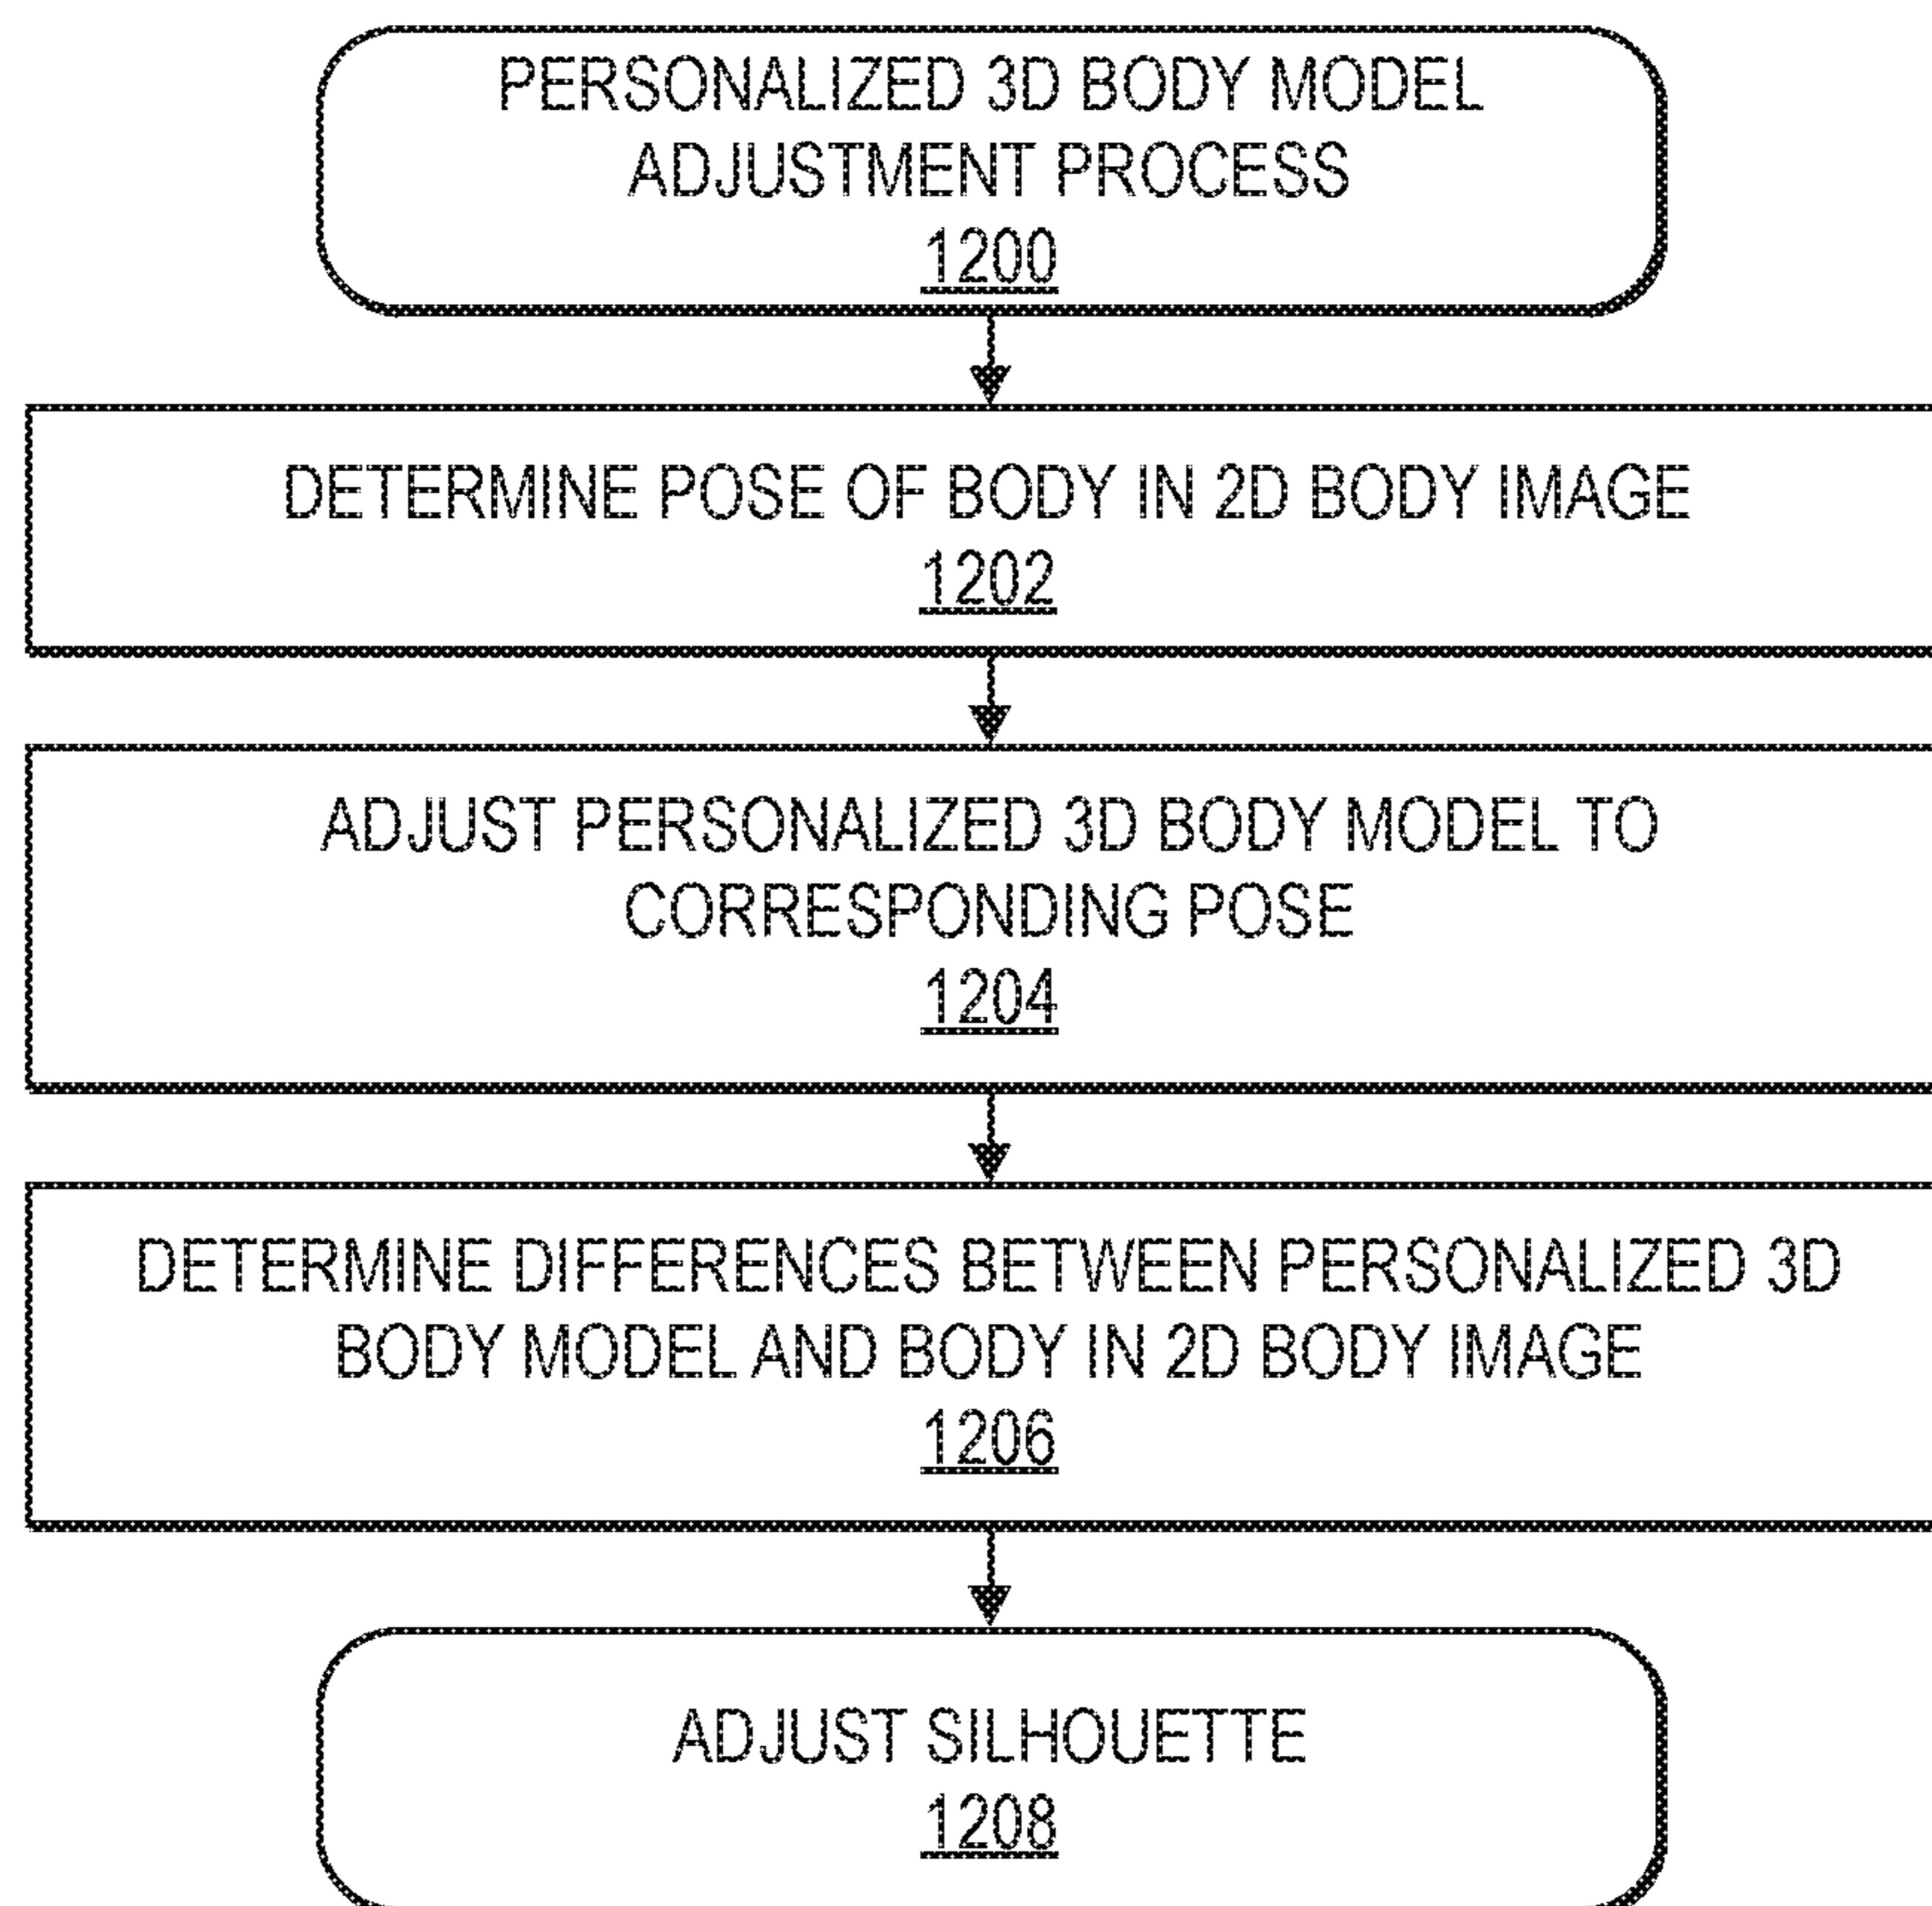 PERSONALIZED 3D BODY MODEL
ADJUSTMENT PROCESS
1200
DETERMINE POSE OF BODY IN 2D BODY IMAGE
1202
ADJUST PERSONALIZED 3D BODY MODEL TO
CORRESPONDING POSE
1204
DETERMINE DIFFERENCES BETWEEN PERSONALIZED 3D
BODY MODEL AND BODY IN 2D BODY IMAGE
1206
ADJUST SILHOUETTE
1208